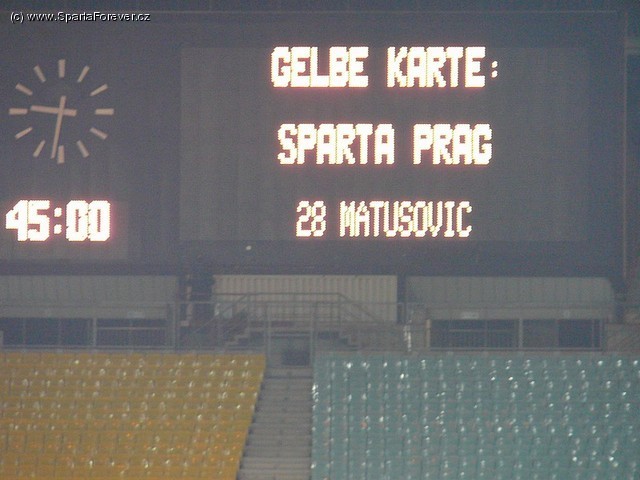 (c) www.SpartaForever.cz
GELBE KARTE:
SPARTA PRAG
45:00
28 MATUSOVIC